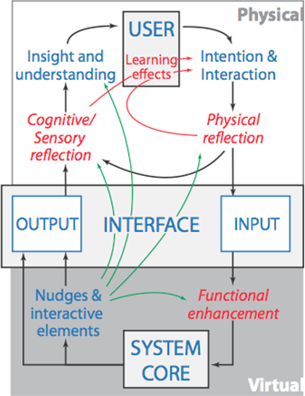 Physical
USER
Insight and
understanding
Learning
effects
Intention &
Interaction
Cognitive/
Sensory
reflection
Physical
reflection
OUTPUT
INTERFACE
INPUT
Nudges &
interactive
elements
Functional
enhancement
SYSTEM
CORE
Virtual